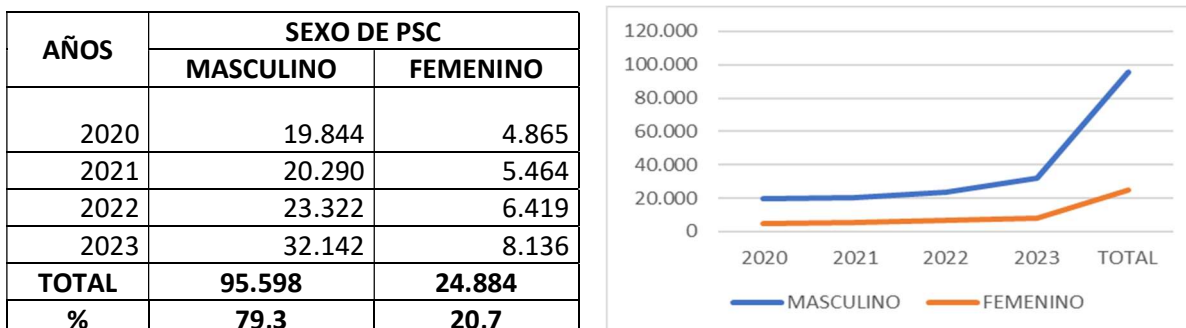 AÑOS SEXO DE PSC
MASCULINO FEMENINO
2020 19.844 4.865
2021 20.290 5.464
2022 23.322 6.419
2023 32.142 8.136
TOTAL 95.598 24.884
% 79.3 20.7
120.000
100.000
80.000
60.000
40.000
20.000
0
2020 2021 2022 2023 TOTAL
MASCULINO FEMENINO